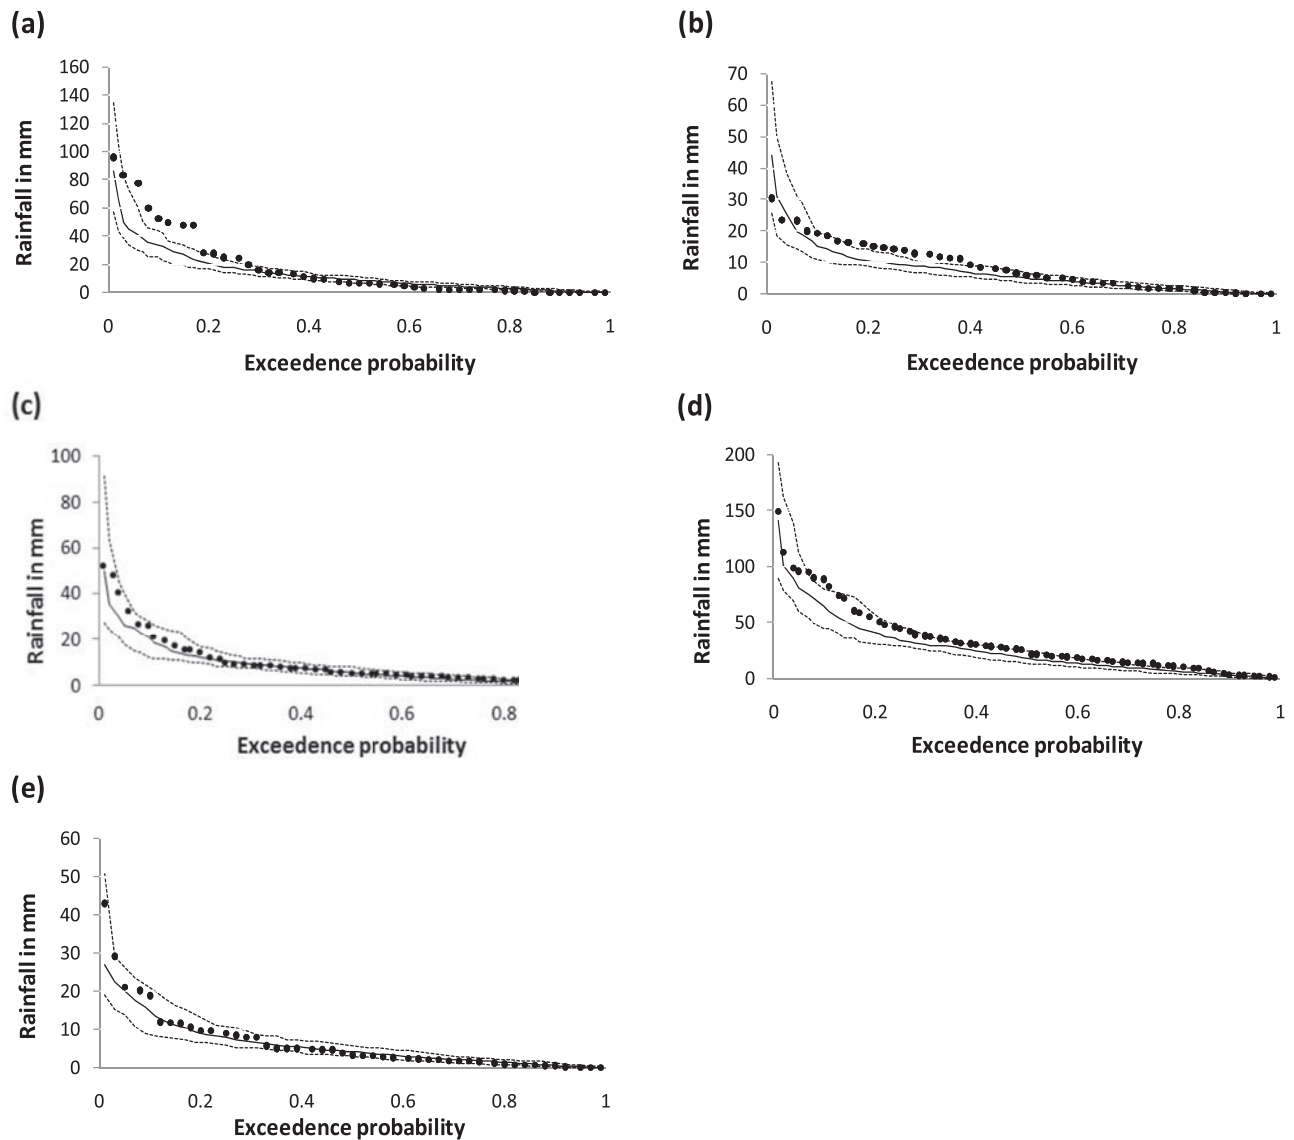 (a)
160
140
120
100
80
60
40
20
0
Rainfall in mm
0 0.2 0.4 0.6 0.8 1
Exceedence probability
(b)
70
60
50
40
30
20
10
0
Rainfall in mm
0 0.2 0.4 0.6 0.8 1
Exceedence probability
(c)
100
80
60
40
20
0
Rainfall in mm
0 0.2 0.4 0.6 0.8
Exceedence probability
(d)
200
150
100
50
0
Rainfall in mm
0 0.2 0.4 0.6 0.8 1
Exceedence probability
(e)
60
50
40
30
20
10
0
Rainfall in mm
0 0.2 0.4 0.6 0.8 1
Exceedence probability